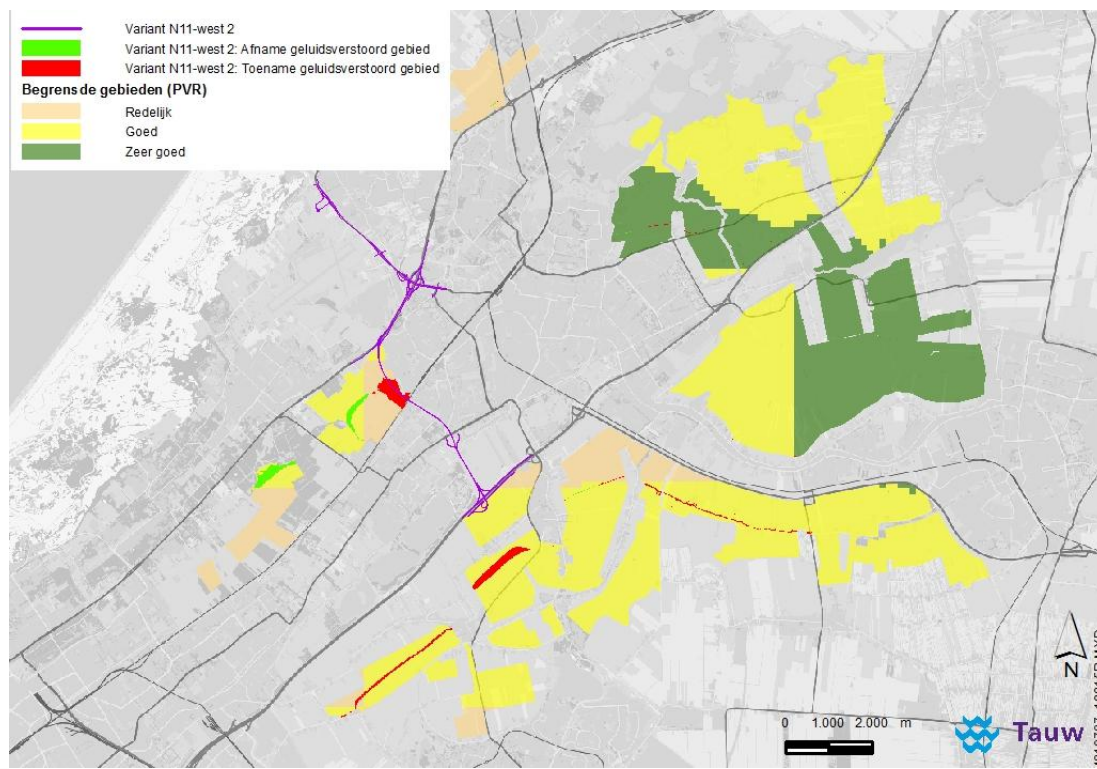 Variant N11-west 2
Variant N11-west 2: Afname geluidsverstoord gebied
Variant N11-west 2: Toename geluidsverstoord gebied
Begrensde gebieden (PVR)
Redelijk
Goed
Zeer goed
N
0 1.000 2.000 m
Tauw